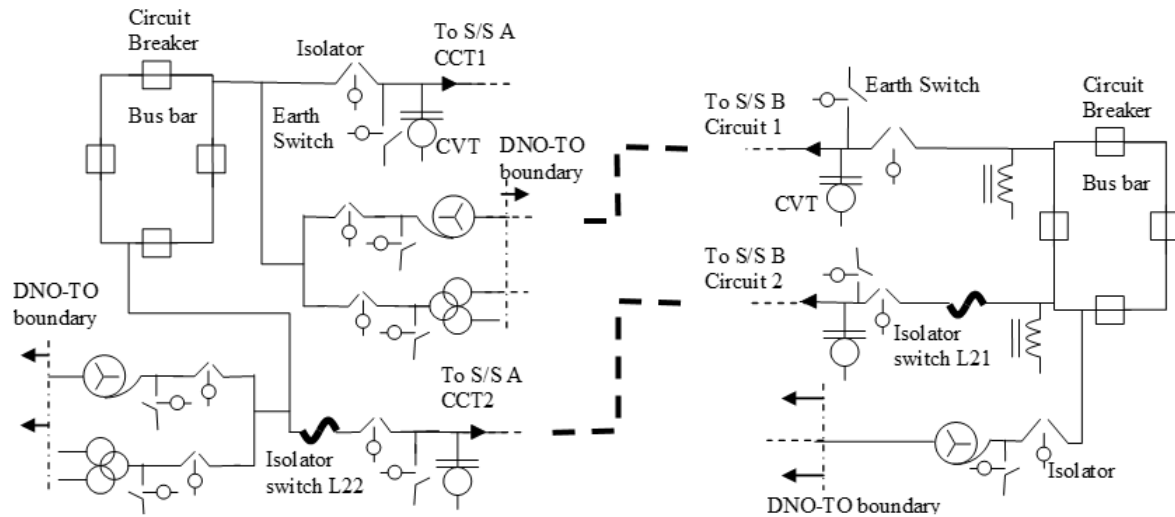 Circuit
Breaker
Bus bar
Isolator
To S/S A
CCT1
Earth
Switch
CVT
DNO-TO
boundary
DNO-TO
boundary
To S/S A
CCT2
Isolator
switch L22
To S/S B
Circuit 1
Earth Switch
Circuit
Breaker
Bus bar
CVT
To S/S B
Circuit 2
Isolator
switch L21
Isolator
DNO-TO boundary